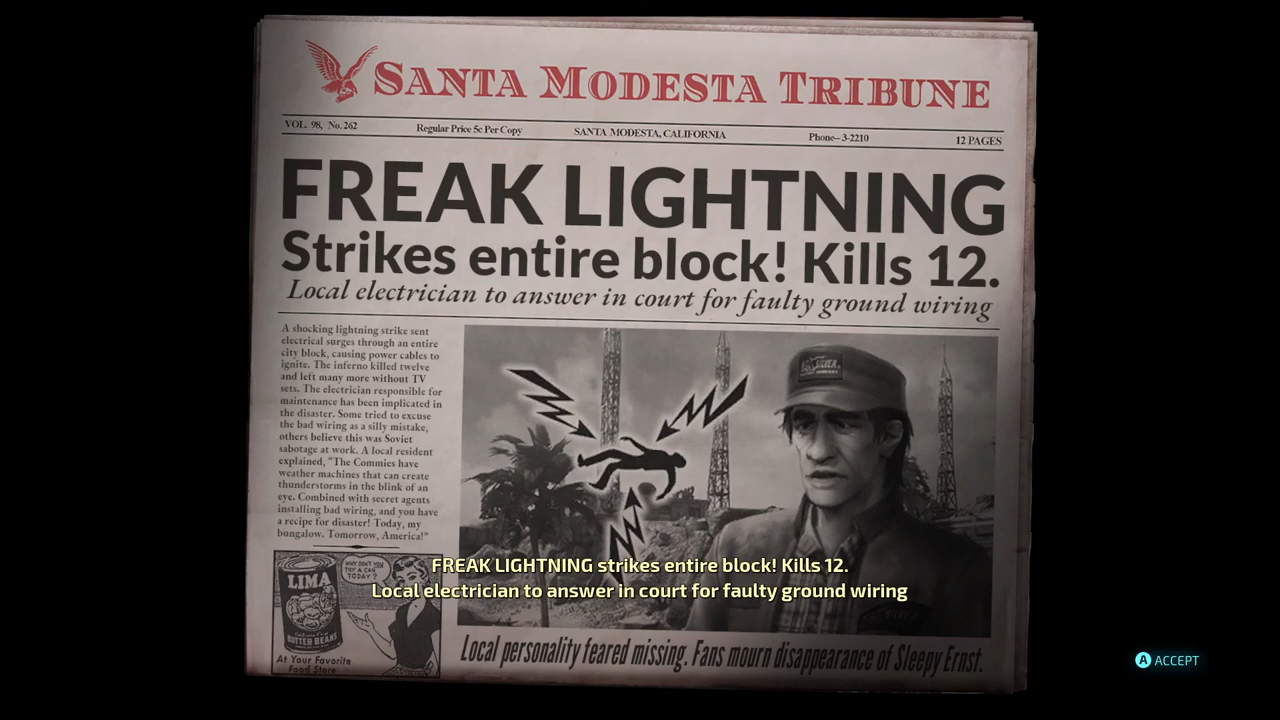 SANTA MODESTA TRIBUNE
VOL. 98, No. 262
Regular Price 5c Per Copy
SANTA MODESTA, CALIFORNIA
Phone–3-2210
12 PAGES
FREAK LIGHTNING
Strikes entire block! Kills 12.
Local electrician to answer in court for faulty ground wiring
A shocking lightning strike sent
electrical surges through an entire
city block, causing power cables to
ignite. The inferno killed twelve
and left many more without TV
sets. The electrician responsible for
maintenance has been implicated in
the disaster. Some tried to excuse
the bad wiring as a silly mistake,
others believe this was Soviet
sabotage at work. A local resident
explained, "The Commies have
weather machines that can create
thunderstorms in the blink of an
eye. Combined with secret agents
installing bad wiring, and you have
a recipe for disaster! Today, my
bungalow. Tomorrow, America!"
LIMA
BUTTER BEANS
WHY DON'T YOU
TRY A CAN
TODAY?
At Your Favorite
Food Store
FREAK LIGHTNING strikes entire block! Kills 12.
Local electrician to answer in court for faulty ground wiring
Local personality feared missing. Fans mourn disappearance of Sleepy Ernst.
A ACCEPT